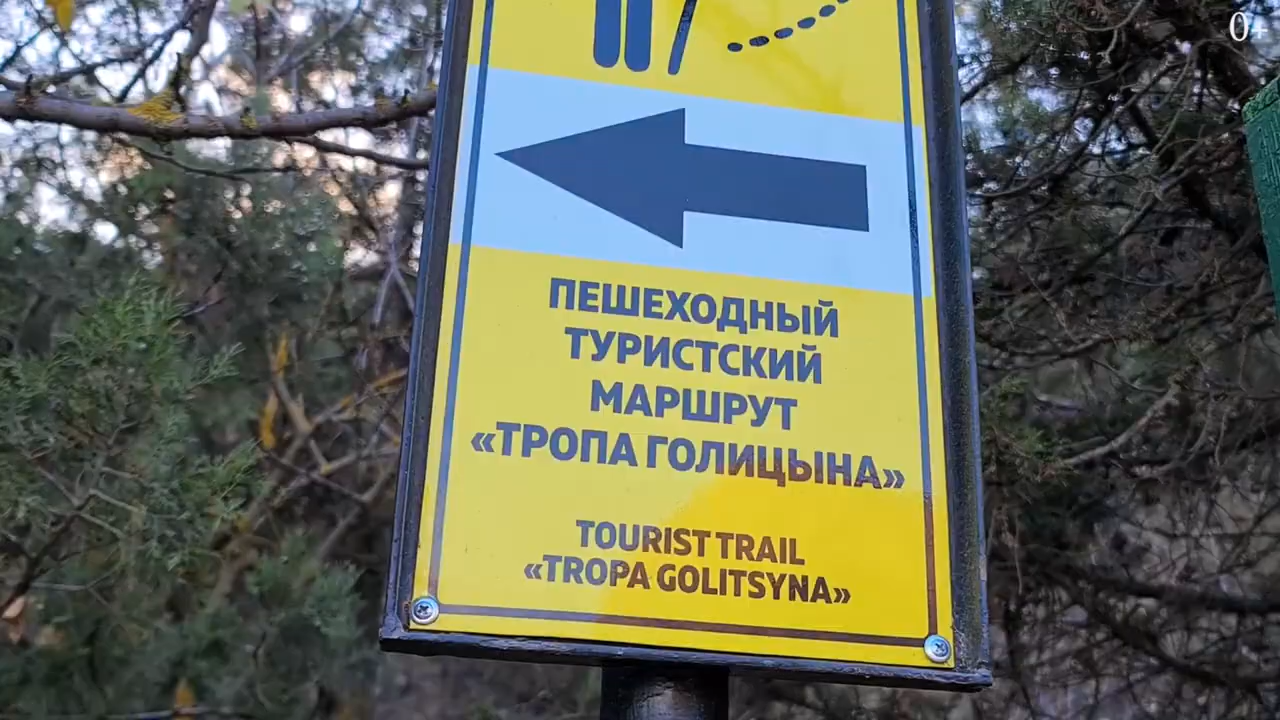 0+
ПЕШЕХОДНЫЙ
ТУРИСТСКИЙ
МАРШРУТ
«ТРОПА ГОЛИЦЫНА»
TOURIST TRAIL
«TROPA GOLITSYNA»